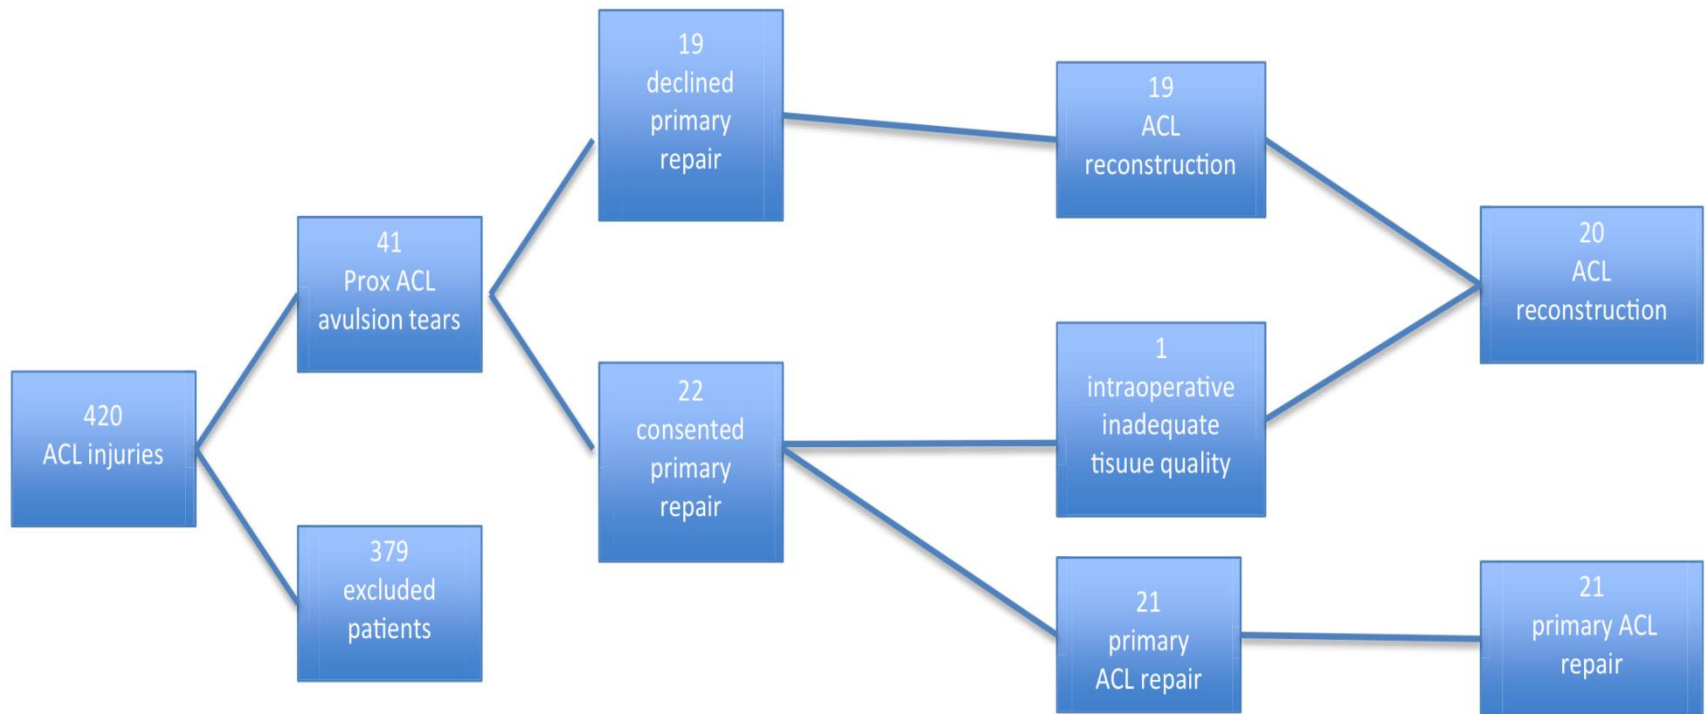 420
ACL injuries
41
Prox ACL
avulsion tears
379
excluded
patients
19
declined
primary
repair
22
consented
primary
repair
19
ACL
reconstruction
1
intraoperative
inadequate
tisuue quality
21
primary
ACL repair
20
ACL
reconstruction
21
primary ACL
repair